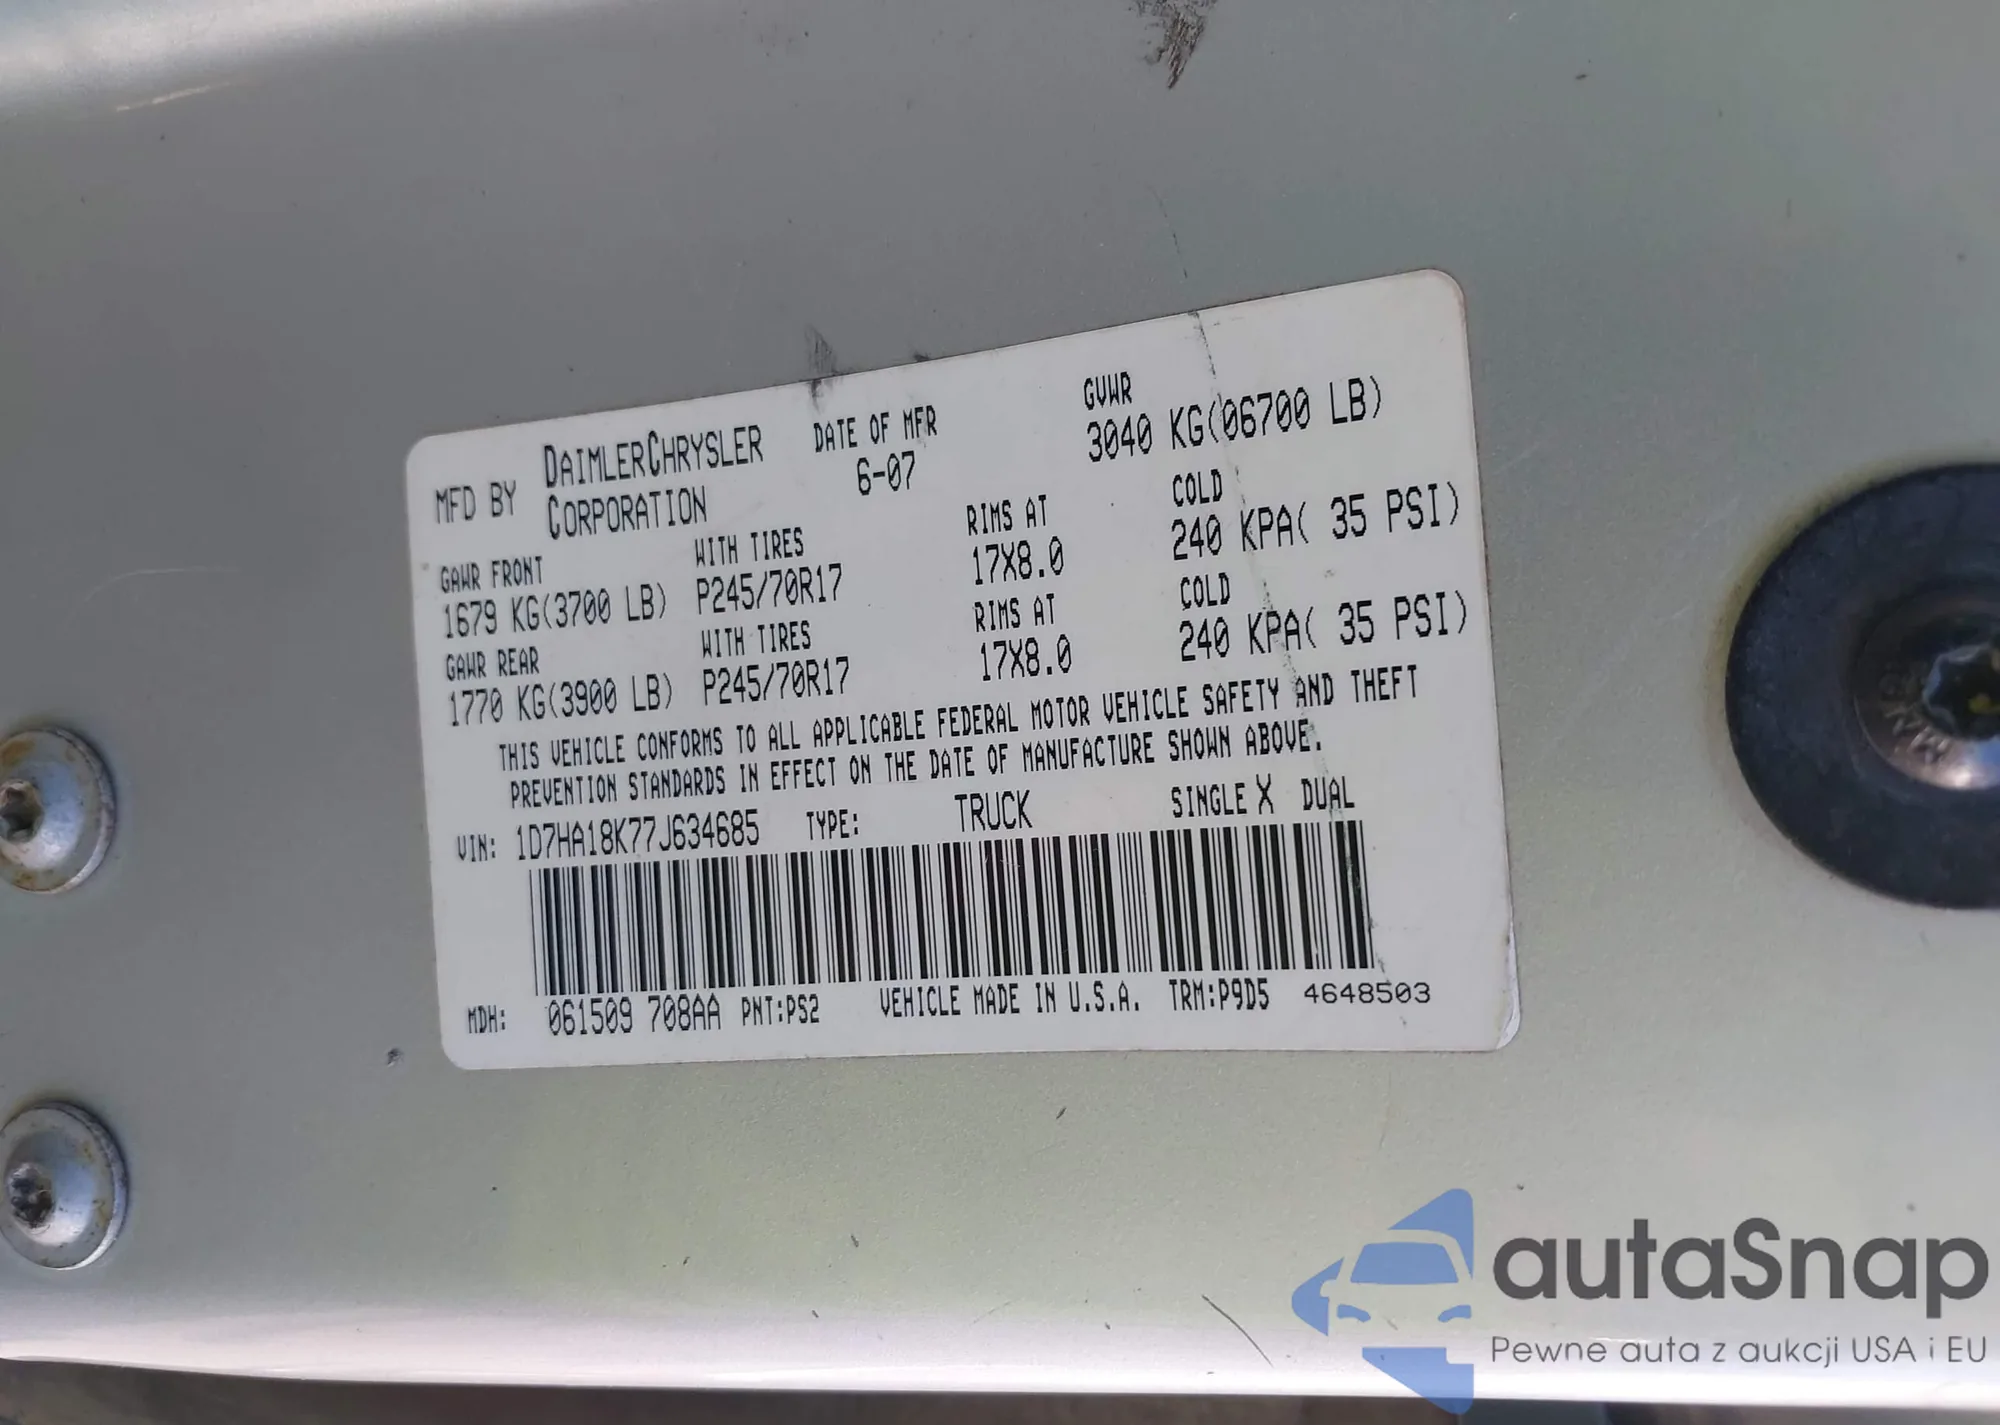 MFD BY DAIMLERCHRYSLER CORPORATION DATE OF MFR 6-07 GVWR 3040 KG(06700 LB)
GAWR FRONT WITH TIRES RIMS AT COLD
1679 KG(3700 LB) P245/70R17 17X8.0 240 KPA( 35 PSI)
GAWR REAR WITH TIRES RIMS AT COLD
1770 KG(3900 LB) P245/70R17 17X8.0 240 KPA( 35 PSI)
THIS VEHICLE CONFORMS TO ALL APPLICABLE FEDERAL MOTOR VEHICLE SAFETY AND THEFT
PREVENTION STANDARDS IN EFFECT ON THE DATE OF MANUFACTURE SHOWN ABOVE.
VIN: 1D7HA18K77J634685 TYPE: TRUCK SINGLE X DUAL
MDH: 061509 708AA PNT:PS2 VEHICLE MADE IN U.S.A. TRM:P9D5 4648503
autaSnap
Pewne auta z aukcji USA i EU